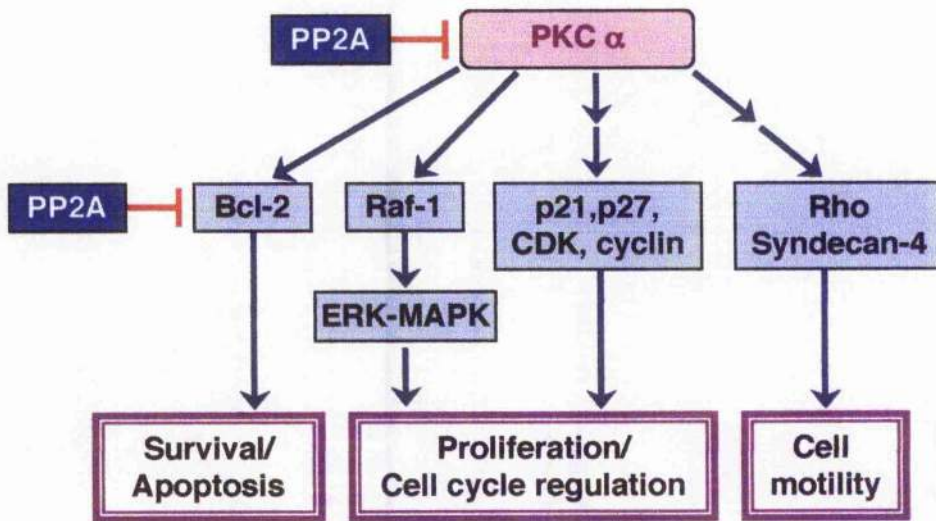 PP2A
PKC α
PP2A
Bcl-2
Raf-1
p21,p27,
CDK, cyclin
Rho
Syndecan-4
ERK-MAPK
Survival/
Apoptosis
Proliferation/
Cell cycle regulation
Cell
motility